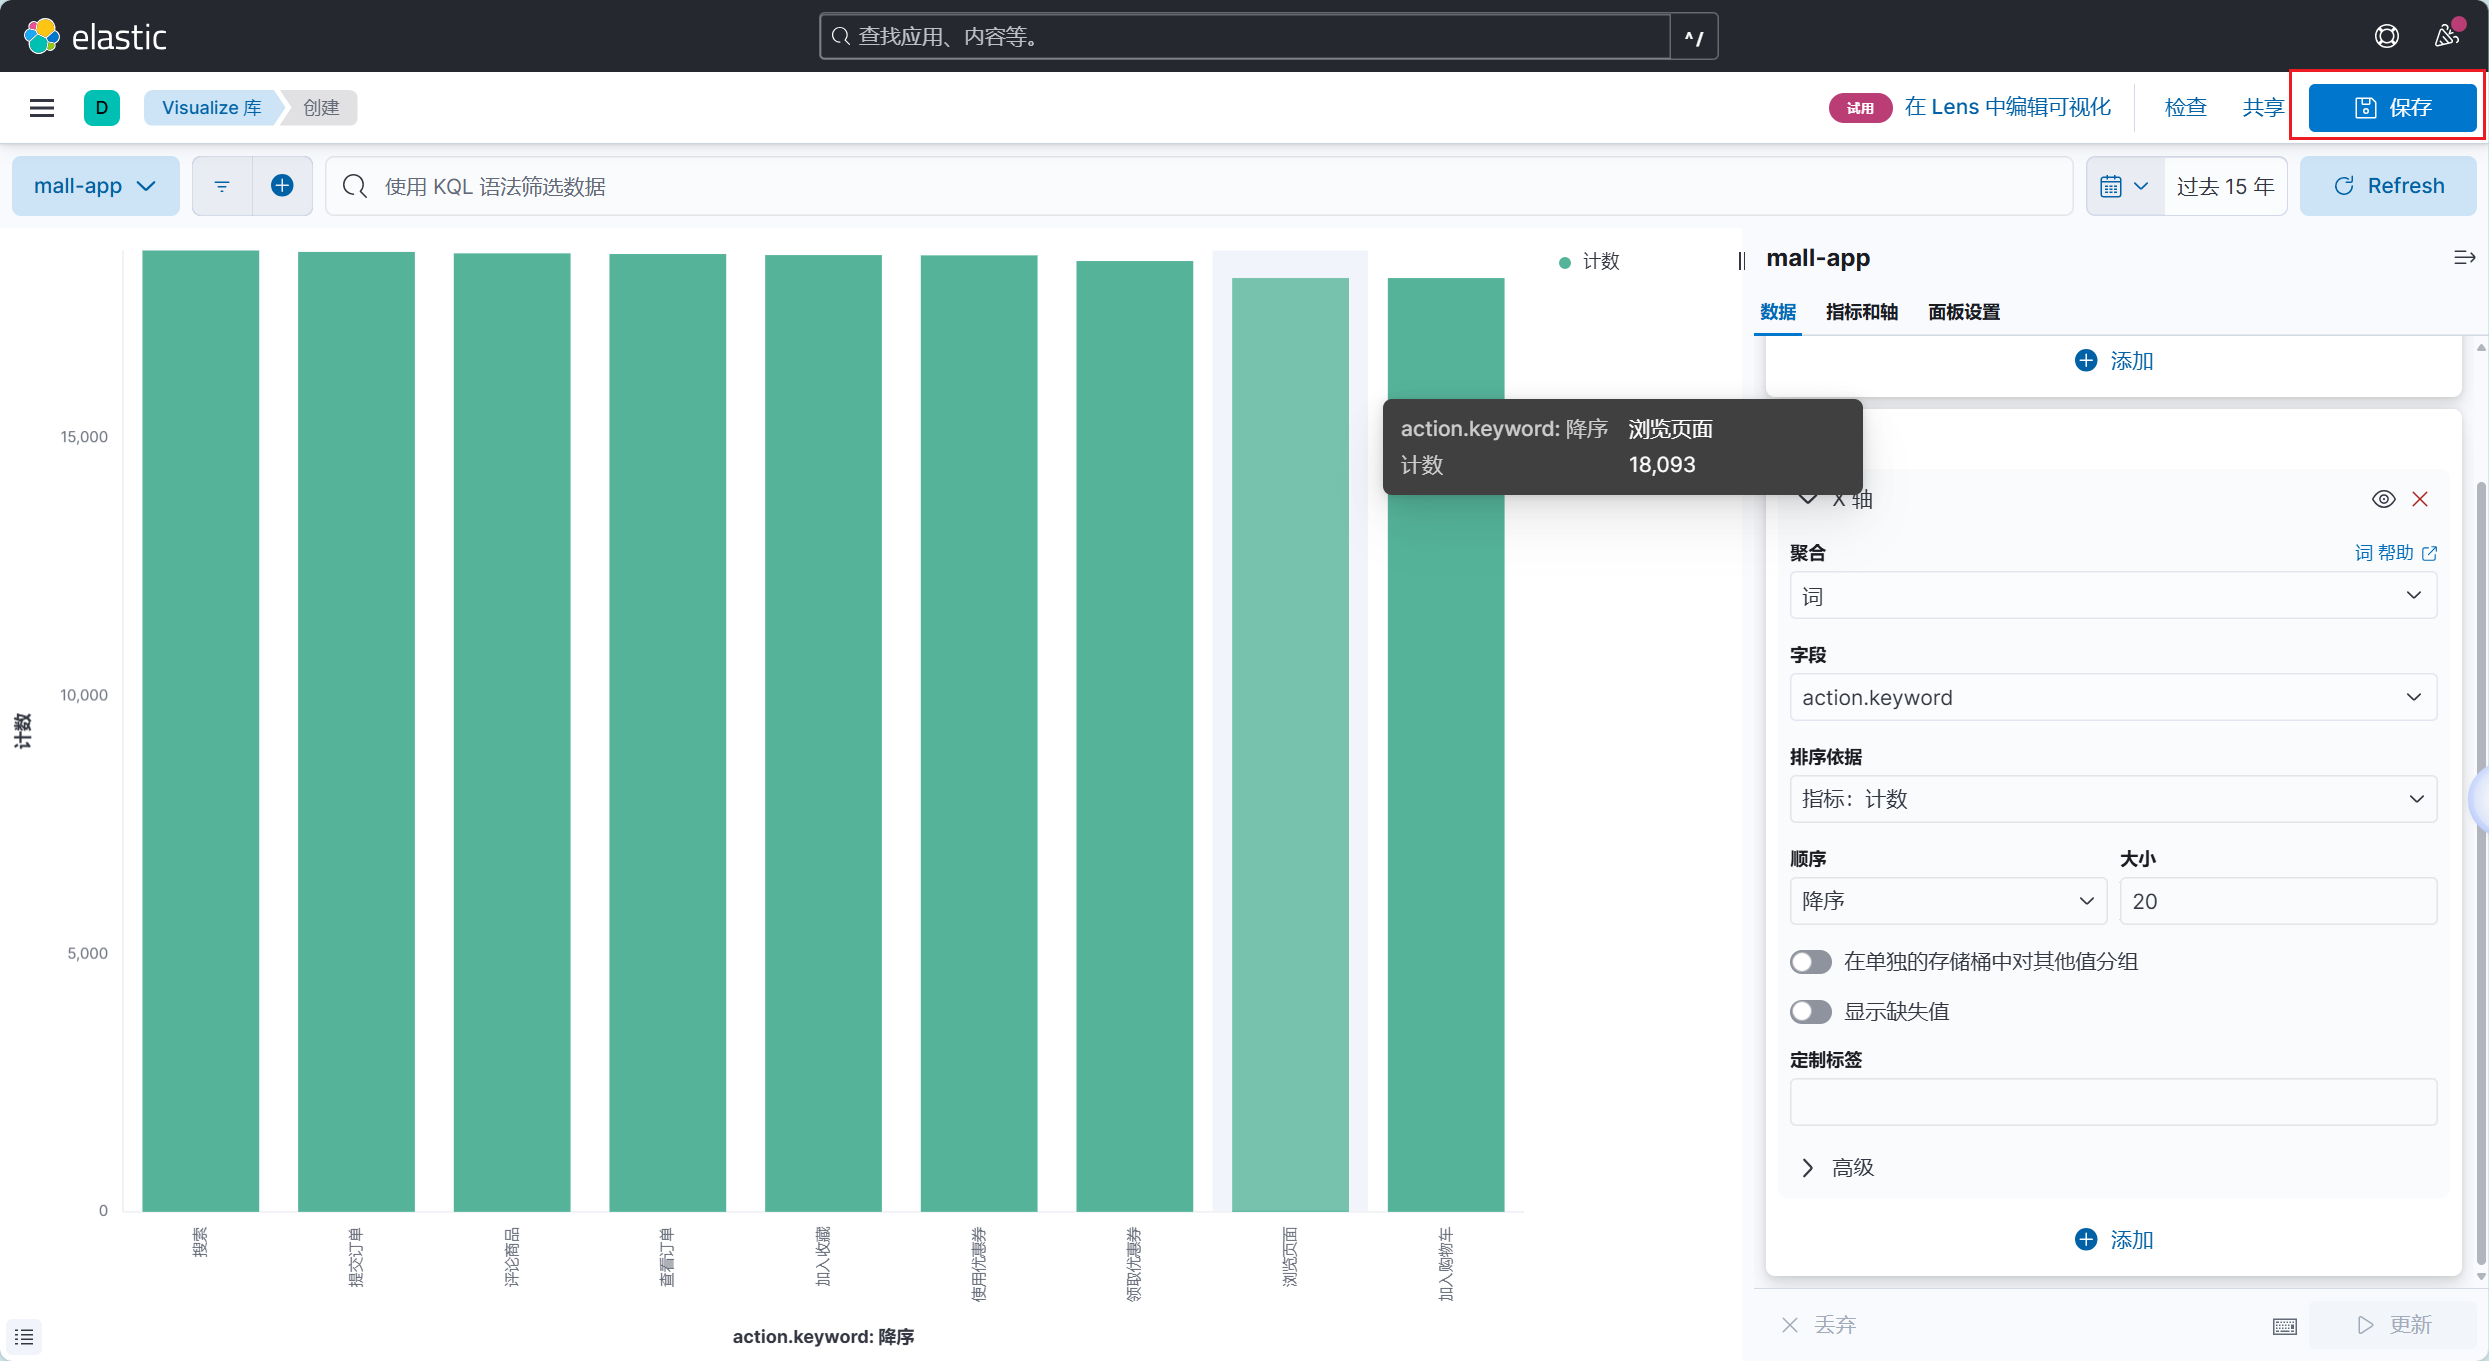 elastic
查找应用、内容等。
^/
D
Visualize 库
创建
试用
在 Lens 中编辑可视化
检查
共享
保存
mall-app
使用 KQL 语法筛选数据
过去 15 年
Refresh
计数
15,000
10,000
5,000
0
计数
搜索
提交订单
评论商品
查看订单
加入收藏
使用优惠券
领取优惠券
浏览页面
加入购物车
action.keyword: 降序
action.keyword: 降序 浏览页面
计数 18,093
mall-app
数据
指标和轴
面板设置
添加
X 轴
聚合
词 帮助
词
字段
action.keyword
排序依据
指标：计数
顺序
大小
降序
20
在单独的存储桶中对其他值分组
显示缺失值
定制标签
高级
添加
丢弃
更新